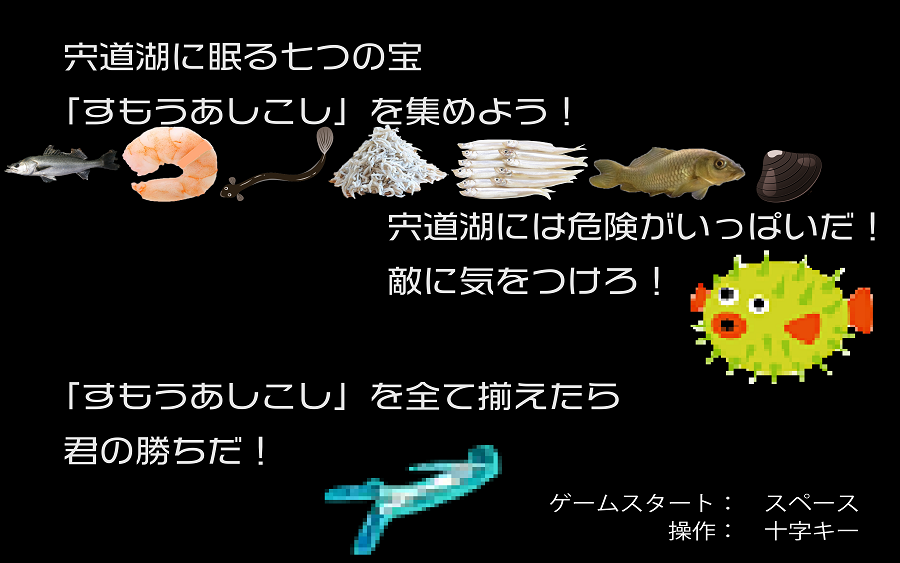 宍道湖に眠る七つの宝
「すもうあしこし」を集めよう！
宍道湖には危険がいっぱいだ！
敵に気をつけろ！
「すもうあしこし」を全て揃えたら
君の勝ちだ！
ゲームスタート：　スペース
操作：　十字キー